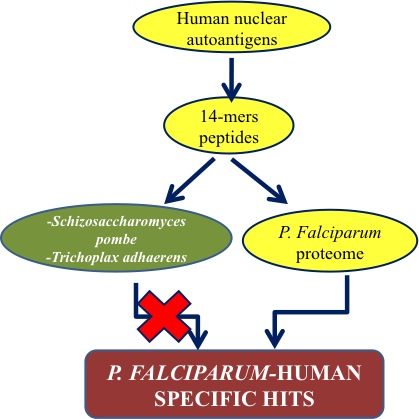 Human nuclear
autoantigens
14-mers
peptides
-Schizosaccharomyces
pombe
-Trichoplax adhaerens
P. Falciparum
proteome
P. FALCIPARUM-HUMAN
SPECIFIC HITS